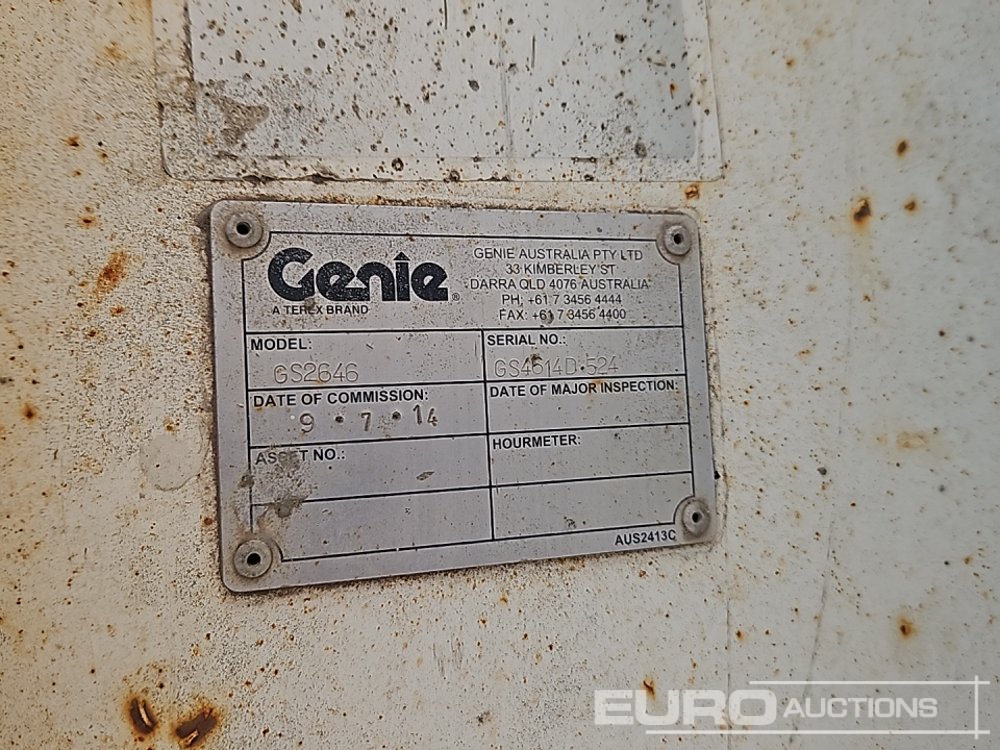 Genie®
A TEREX BRAND
GENIE AUSTRALIA PTY LTD
33 KIMBERLEY ST
DARRA QLD 4076 AUSTRALIA
PH: +61 7 3456 4444
FAX: +61 7 3456 4400
MODEL:
GS2646
SERIAL NO.:
GS4614D-524
DATE OF COMMISSION:
9 • 7 • 14
DATE OF MAJOR INSPECTION:
ASSET NO.:
HOURMETER:
AUS2413C
EURO AUCTIONS